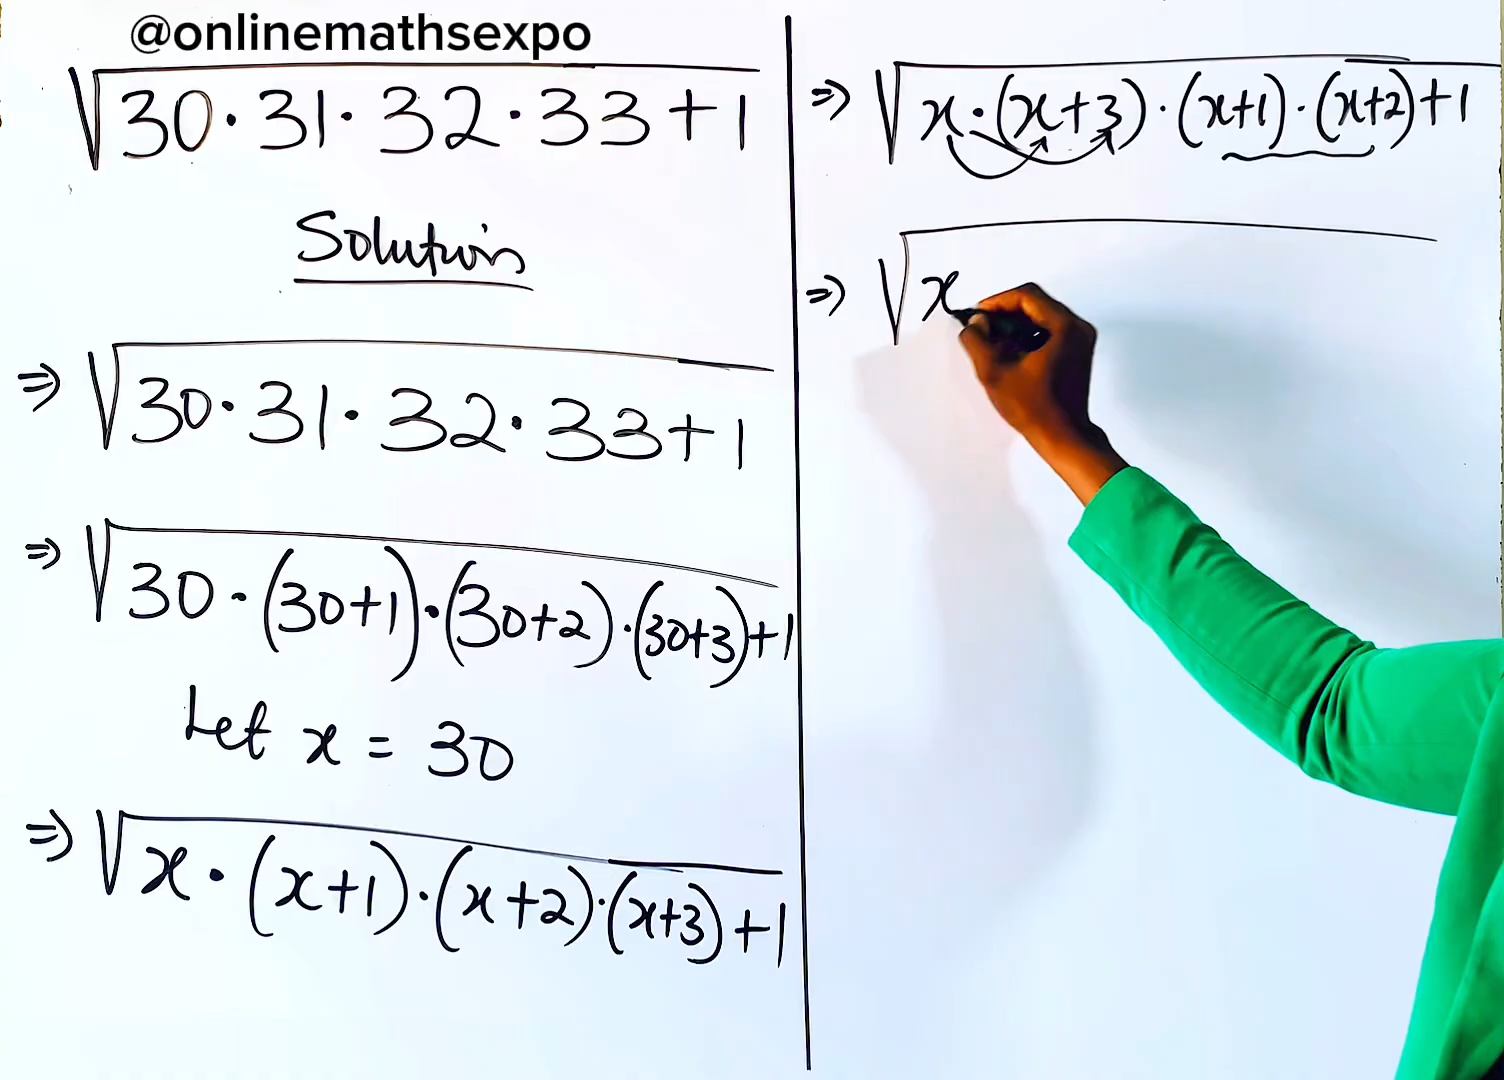 @onlinemathsexpo
√30·31·32·33+1
Solution
⇒ √30·31·32·33+1
⇒ √30·(30+1)·(30+2)·(30+3)+1
Let x = 30
⇒ √x·(x+1)·(x+2)·(x+3)+1
⇒ √x·(x+3)·(x+1)·(x+2)+1
⇒ √x